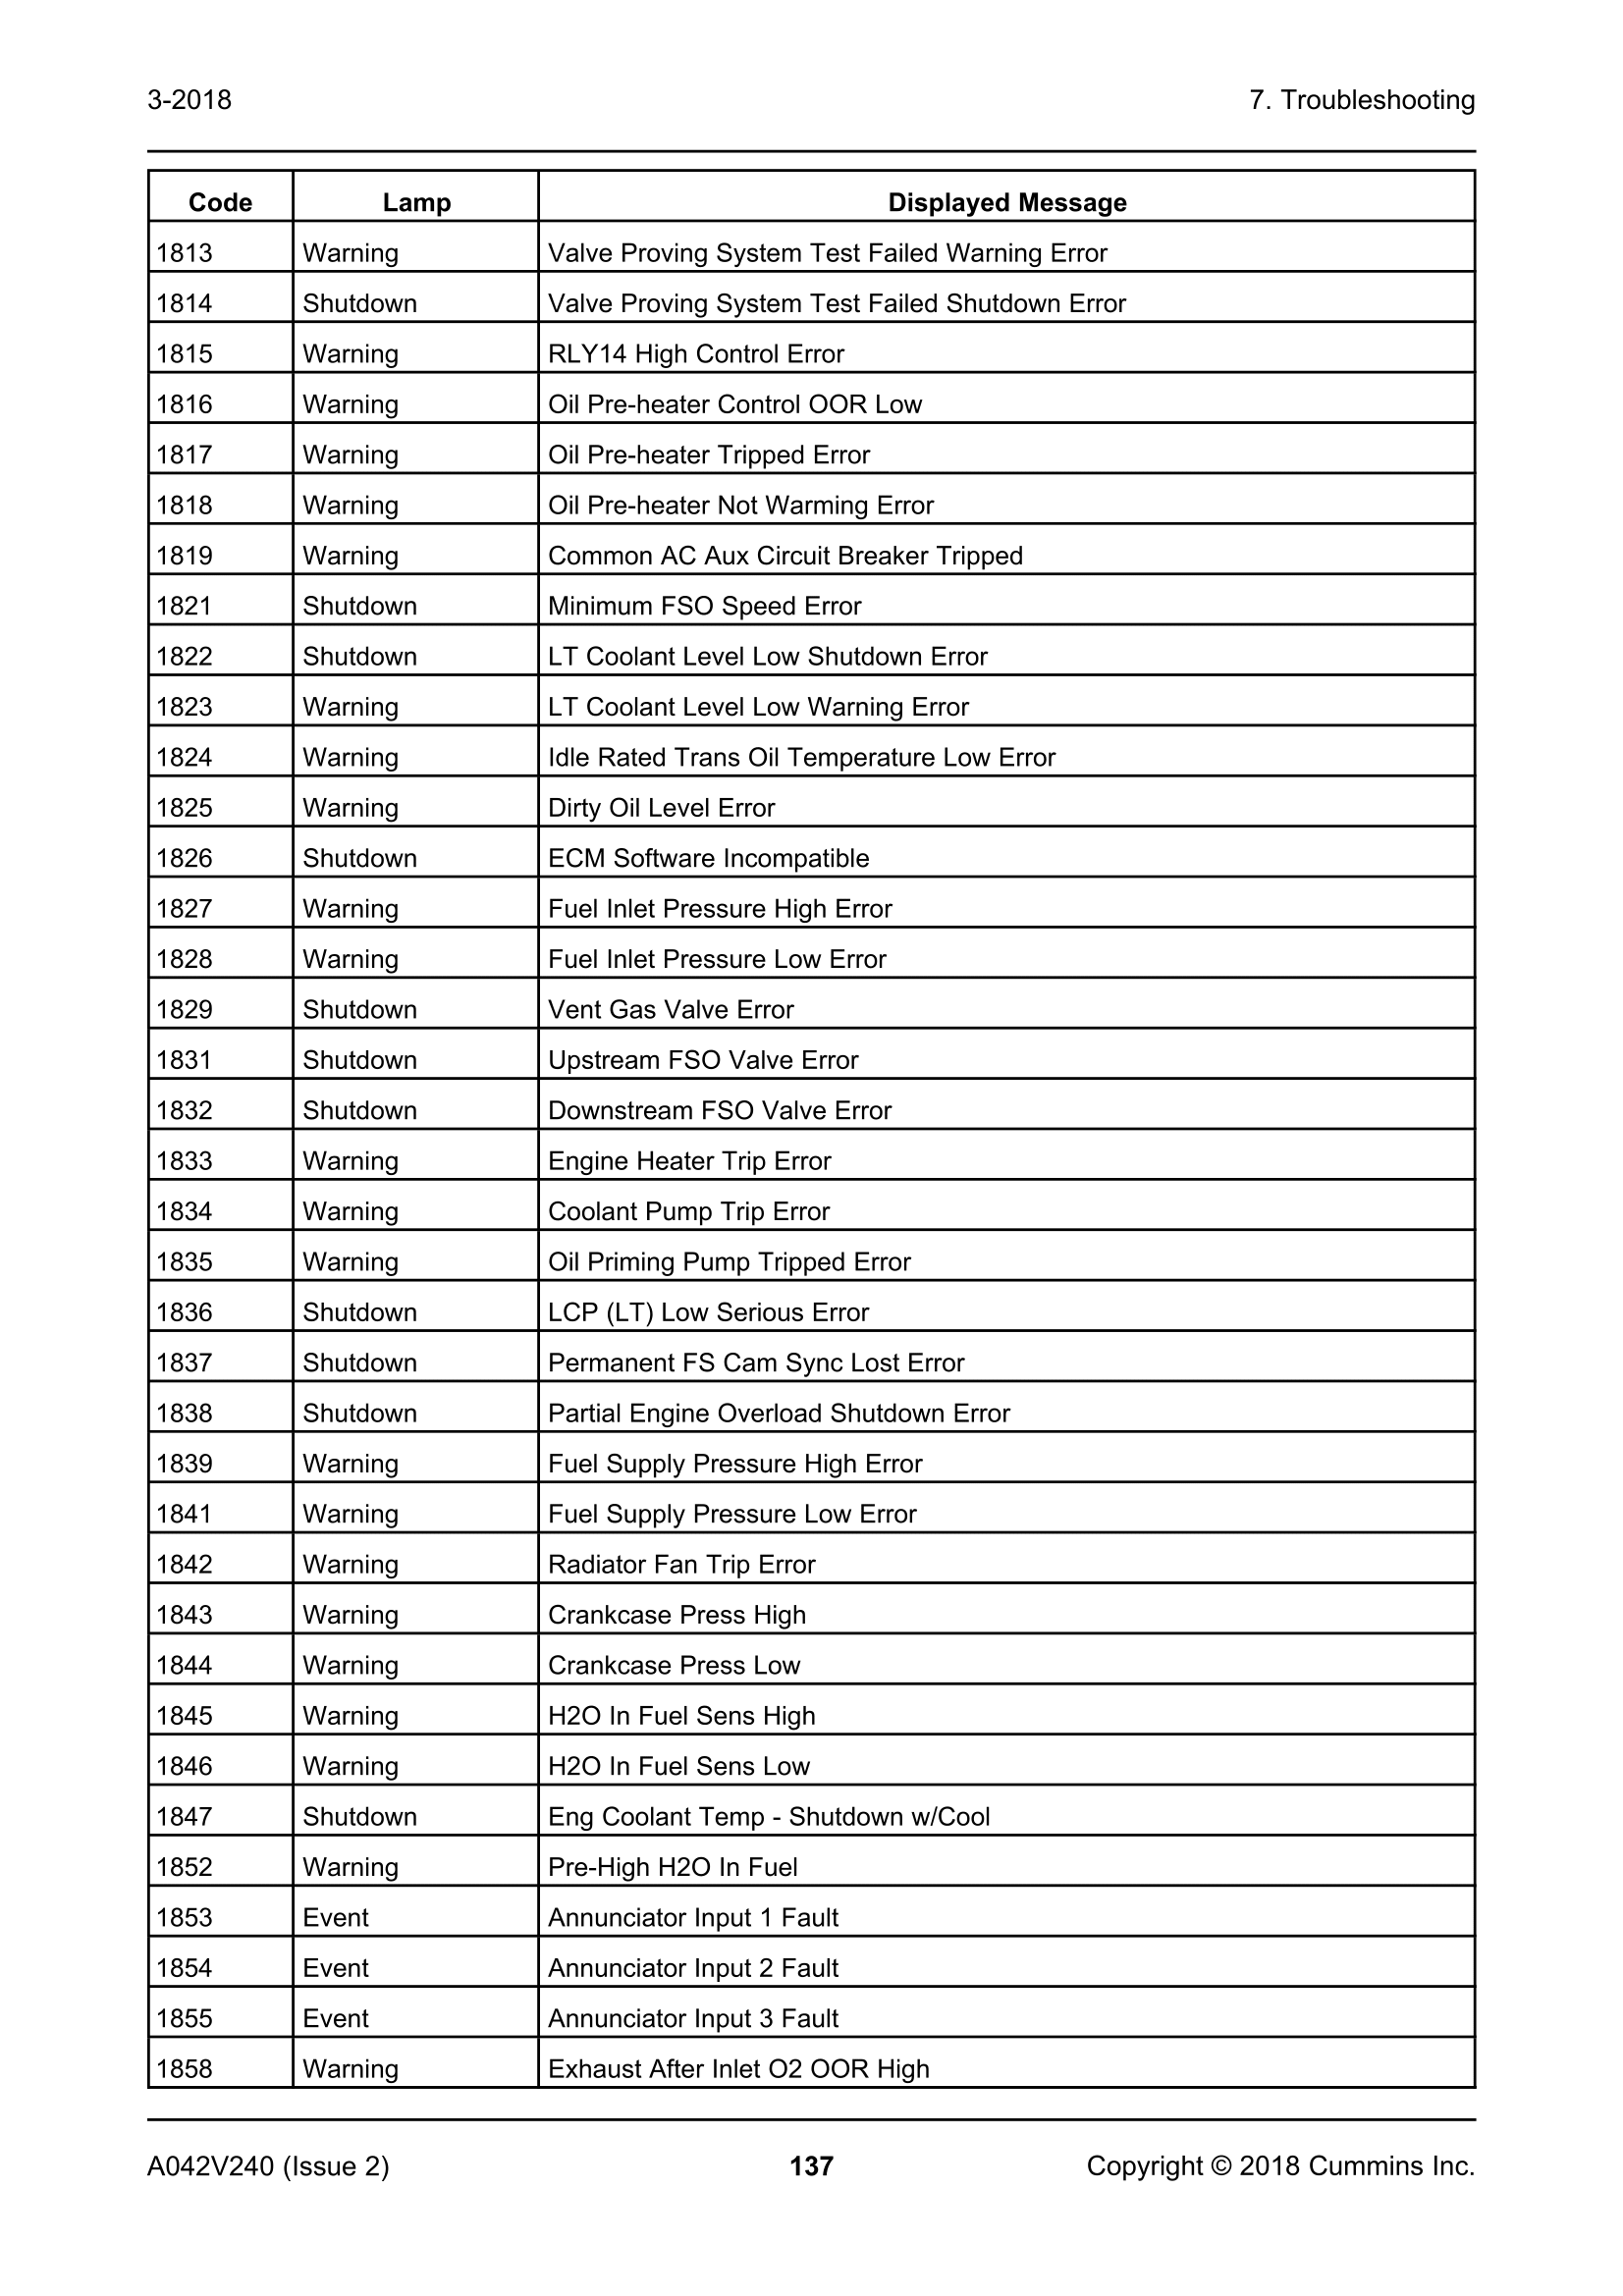 3-2018 7. Troubleshooting
Code Lamp Displayed Message
1813 Warning Valve Proving System Test Failed Warning Error
1814 Shutdown Valve Proving System Test Failed Shutdown Error
1815 Warning RLY14 High Control Error
1816 Warning Oil Pre-heater Control OOR Low
1817 Warning Oil Pre-heater Tripped Error
1818 Warning Oil Pre-heater Not Warming Error
1819 Warning Common AC Aux Circuit Breaker Tripped
1821 Shutdown Minimum FSO Speed Error
1822 Shutdown LT Coolant Level Low Shutdown Error
1823 Warning LT Coolant Level Low Warning Error
1824 Warning Idle Rated Trans Oil Temperature Low Error
1825 Warning Dirty Oil Level Error
1826 Shutdown ECM Software Incompatible
1827 Warning Fuel Inlet Pressure High Error
1828 Warning Fuel Inlet Pressure Low Error
1829 Shutdown Vent Gas Valve Error
1831 Shutdown Upstream FSO Valve Error
1832 Shutdown Downstream FSO Valve Error
1833 Warning Engine Heater Trip Error
1834 Warning Coolant Pump Trip Error
1835 Warning Oil Priming Pump Tripped Error
1836 Shutdown LCP (LT) Low Serious Error
1837 Shutdown Permanent FS Cam Sync Lost Error
1838 Shutdown Partial Engine Overload Shutdown Error
1839 Warning Fuel Supply Pressure High Error
1841 Warning Fuel Supply Pressure Low Error
1842 Warning Radiator Fan Trip Error
1843 Warning Crankcase Press High
1844 Warning Crankcase Press Low
1845 Warning H2O In Fuel Sens High
1846 Warning H2O In Fuel Sens Low
1847 Shutdown Eng Coolant Temp - Shutdown w/Cool
1852 Warning Pre-High H2O In Fuel
1853 Event Annunciator Input 1 Fault
1854 Event Annunciator Input 2 Fault
1855 Event Annunciator Input 3 Fault
1858 Warning Exhaust After Inlet O2 OOR High
A042V240 (Issue 2) 137 Copyright © 2018 Cummins Inc.